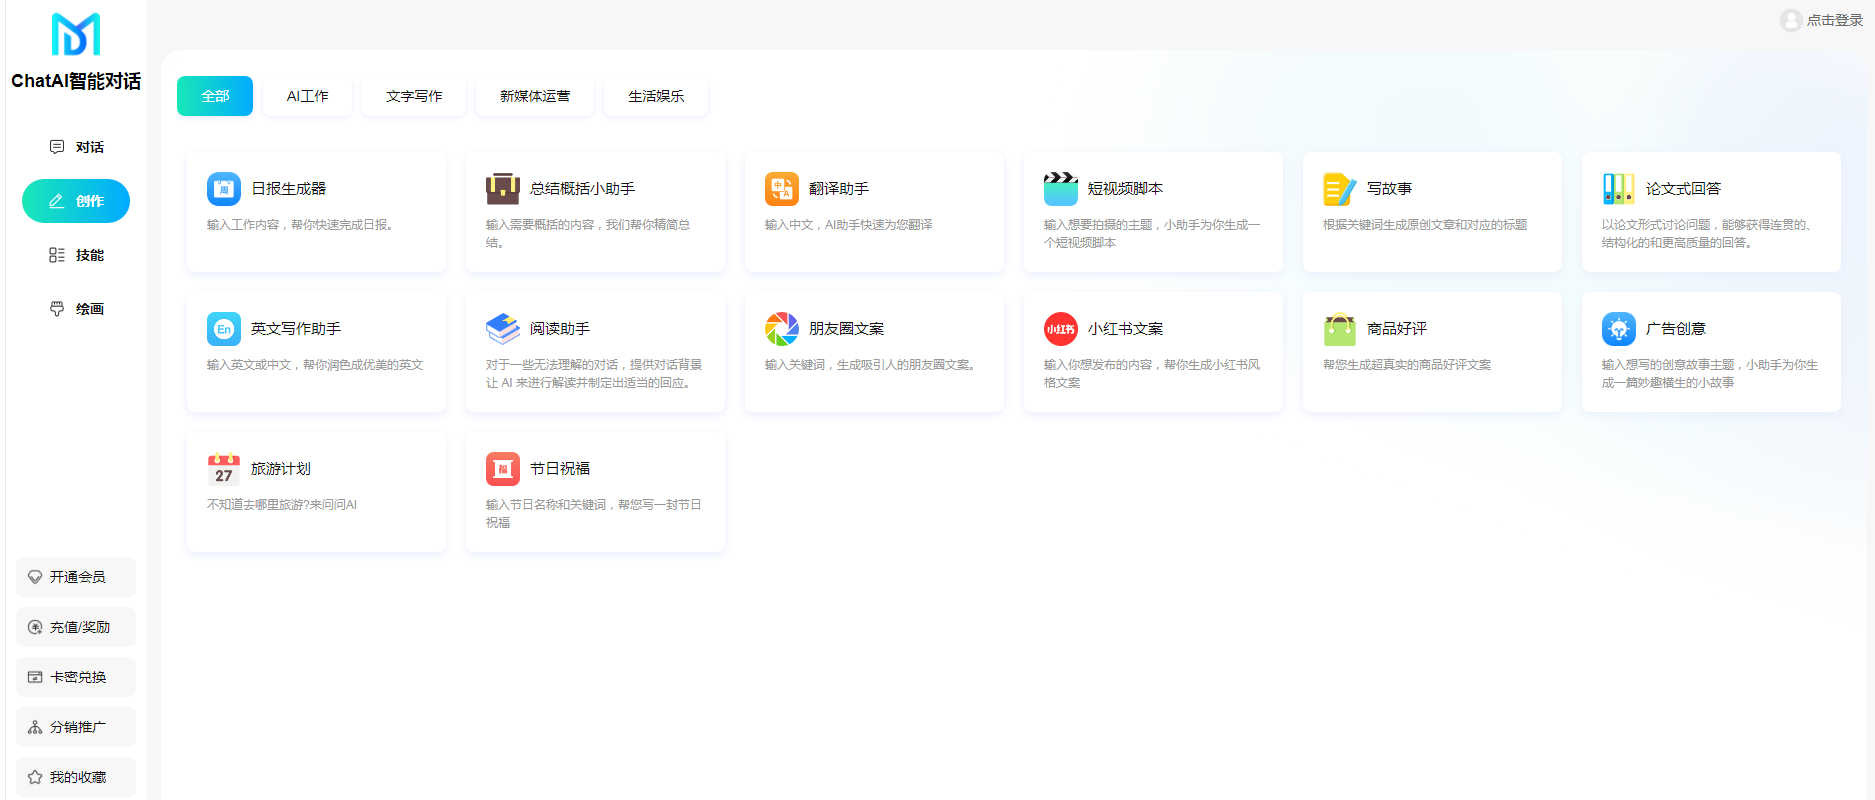 点击登录
ChatAI智能对话
对话
创作
技能
绘画
开通会员
充值/奖励
卡密兑换
分销推广
我的收藏
全部 AI工作 文字写作 新媒体运营 生活娱乐
周
日报生成器
输入工作内容，帮你快速完成日报。
总结概括小助手
输入需要概括的内容，我们帮你精简总
结。
中
A
翻译助手
输入中文，AI助手快速为您翻译
短视频脚本
输入想要拍摄的主题，小助手为你生成一
个短视频脚本
写故事
根据关键词生成原创文章和对应的标题
论文式回答
以论文形式讨论问题，能够获得连贯的、
结构化的和更高质量的回答。
En
英文写作助手
输入英文或中文，帮你润色成优美的英文
阅读助手
对于一些无法理解的对话，提供对话背景
让 AI 来进行解读并制定出适当的回应。
朋友圈文案
输入关键词，生成吸引人的朋友圈文案。
小红书
小红书文案
输入你想发布的内容，帮你生成小红书风
格文案
商品好评
帮您生成超真实的商品好评文案
广告创意
输入想写的创意故事主题，小助手为你生
成一篇妙趣横生的小故事
27
旅游计划
不知道去哪里旅游?来问问AI
福
节日祝福
输入节日名称和关键词，帮您写一封节日
祝福